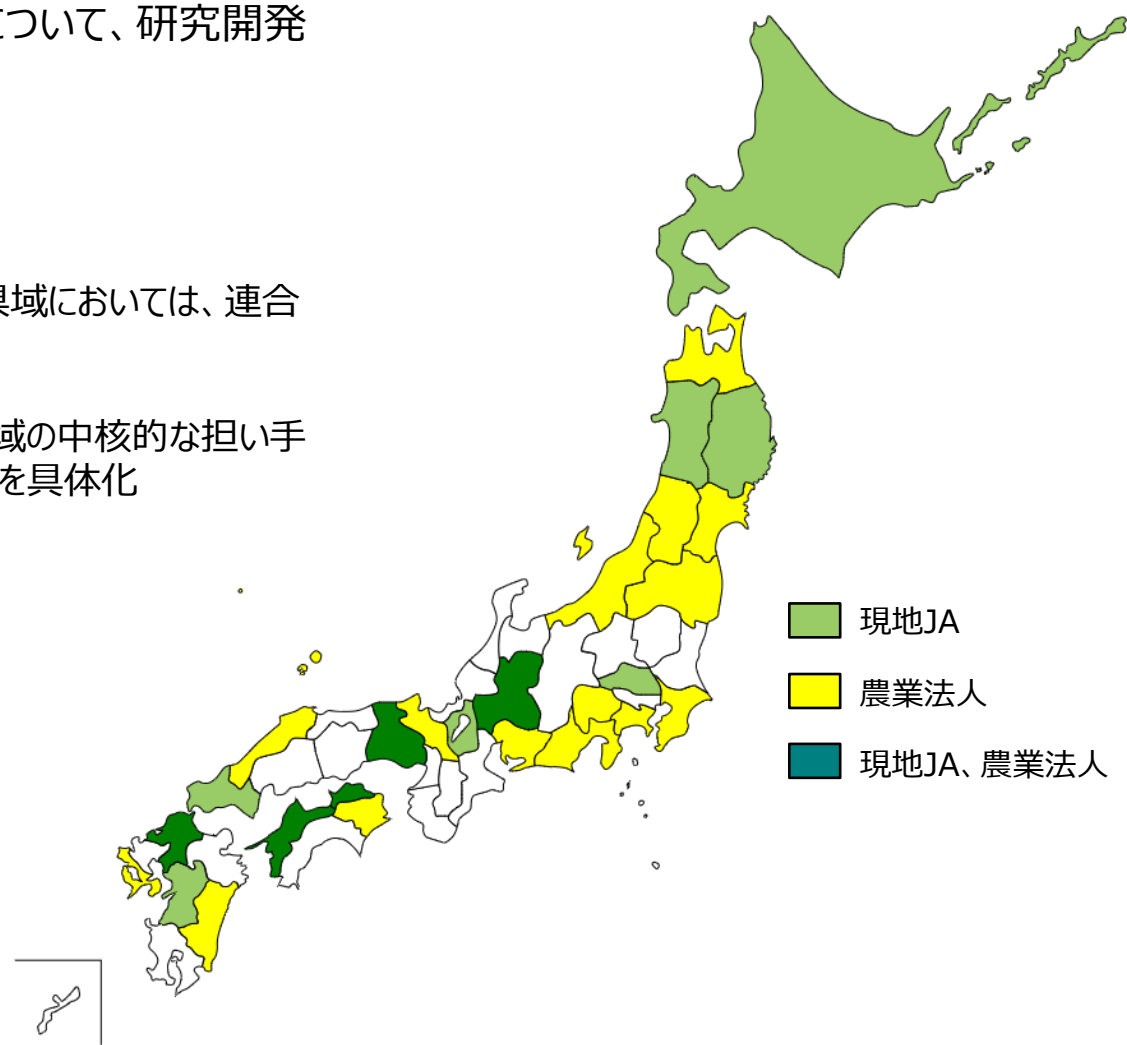 について、研究開発
県域においては、連合
域の中核的な担い手
を具体化
現地JA
農業法人
現地JA、農業法人